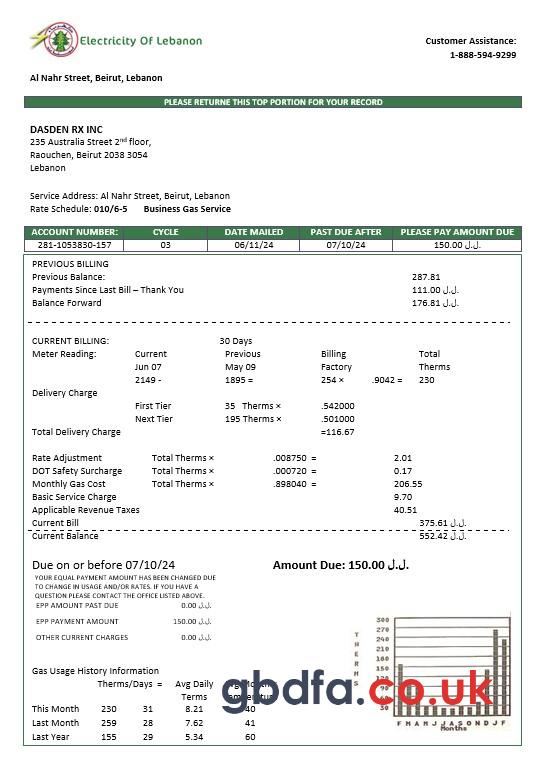 Electricity Of Lebanon
Customer Assistance:
1-888-594-9299
Al Nahr Street, Beirut, Lebanon
PLEASE RETURNE THIS TOP PORTION FOR YOUR RECORD
DASDEN RX INC
235 Australia Street 2nd floor,
Raouchen, Beirut 2038 3054
Lebanon
Service Address: Al Nahr Street, Beirut, Lebanon
Rate Schedule: 010/6-5 Business Gas Service
ACCOUNT NUMBER: CYCLE DATE MAILED PAST DUE AFTER PLEASE PAY AMOUNT DUE
281-1053830-157 03 06/11/24 07/10/24 150.00 ل.ل.
PREVIOUS BILLING
Previous Balance: 287.81
Payments Since Last Bill – Thank You 111.00 ل.ل.
Balance Forward 176.81 ل.ل.
CURRENT BILLING: 30 Days
Meter Reading: Current Previous Billing Total
Jun 07 May 09 Factory Therms
2149 - 1895 = 254 × .9042 = 230
Delivery Charge
First Tier 35 Therms × .542000
Next Tier 195 Therms × .501000
Total Delivery Charge =116.67
Rate Adjustment Total Therms × .008750 = 2.01
DOT Safety Surcharge Total Therms × .000720 = 0.17
Monthly Gas Cost Total Therms × .898040 = 206.55
Basic Service Charge 9.70
Applicable Revenue Taxes 40.51
Current Bill 375.61 ل.ل.
Current Balance 552.42 ل.ل.
Due on or before 07/10/24 Amount Due: 150.00 ل.ل.
YOUR EQUAL PAYMENT AMOUNT HAS BEEN CHANGED DUE
TO CHANGE IN USAGE AND/OR RATES. IF YOU HAVE A
QUESTION PLEASE CONTACT THE OFFICE LISTED ABOVE.
EPP AMOUNT PAST DUE 0.00 ل.ل.
EPP PAYMENT AMOUNT 150.00 ل.ل.
OTHER CURRENT CHARGES 0.00 ل.ل.
Gas Usage History Information
Therms/Days = Avg Daily
Terms
This Month 230 31 8.21 40
Last Month 259 28 7.62 41
Last Year 155 29 5.34 60
THERMS
300
270
240
210
180
150
F M A M J J A S O N D J F
Months
gbdfa.co.uk